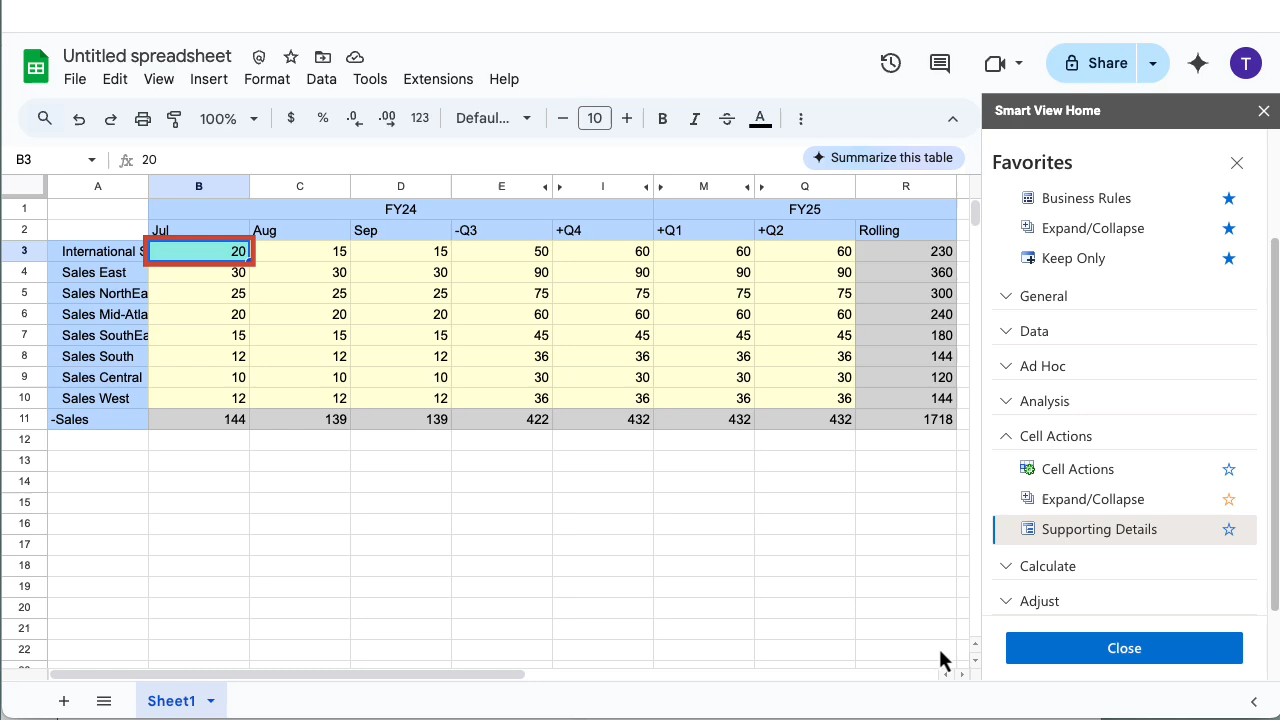 Untitled spreadsheet
File Edit View Insert Format Data Tools Extensions Help
Share
T
100% $ % .0 .00 123 Defaul... 10 B I A
Smart View Home
B3 fx 20
Summarize this table
Favorites
Business Rules
Expand/Collapse
Keep Only
General
Data
Ad Hoc
Analysis
Cell Actions
Cell Actions
Expand/Collapse
Supporting Details
Calculate
Adjust
Close
A B C D E I M Q R
1 FY24 FY25
2 Jul Aug Sep -Q3 +Q4 +Q1 +Q2 Rolling
3 International S 20 15 15 50 60 60 60 230
4 Sales East 30 30 30 90 90 90 90 360
5 Sales NorthEa 25 25 25 75 75 75 75 300
6 Sales Mid-Atla 20 20 20 60 60 60 60 240
7 Sales SouthEa 15 15 15 45 45 45 45 180
8 Sales South 12 12 12 36 36 36 36 144
9 Sales Central 10 10 10 30 30 30 30 120
10 Sales West 12 12 12 36 36 36 36 144
11 -Sales 144 139 139 422 432 432 432 1718
12
13
14
15
16
17
18
19
20
21
22
Sheet1